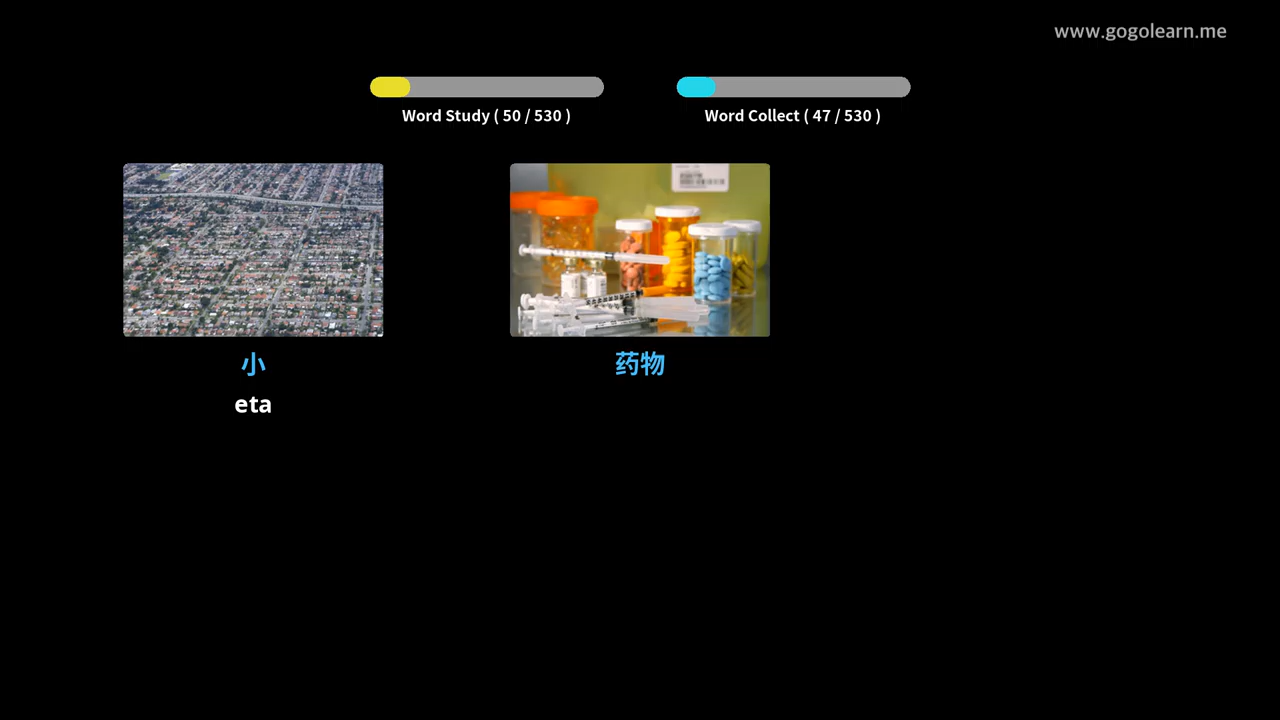 www.gogolearn.me
Word Study ( 50 / 530 )
Word Collect ( 47 / 530 )
小
eta
药物